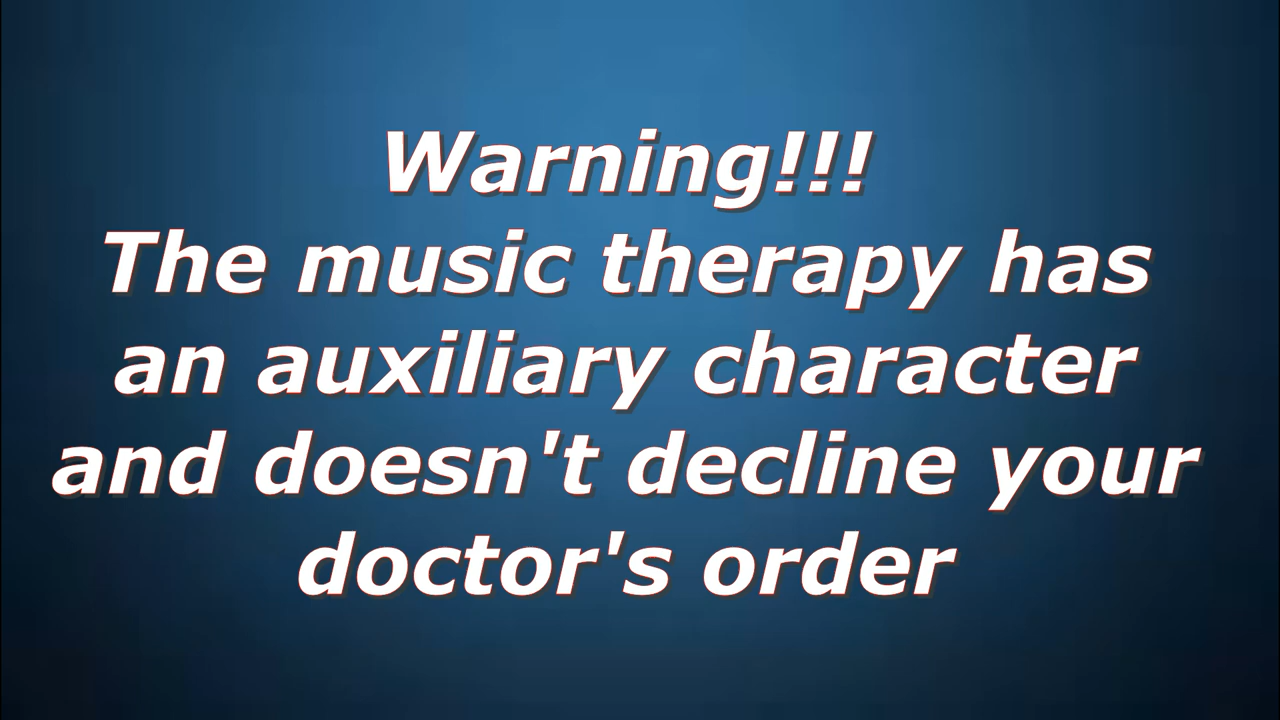 Warning!!!
The music therapy has
an auxiliary character
and doesn't decline your
doctor's order